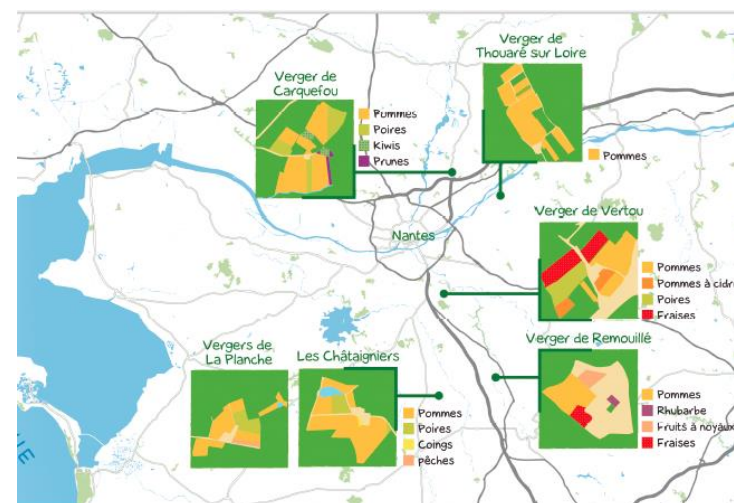 Verger de
Thouaré sur Loire
Pommes
Verger de
Carquefou
Pommes
Poires
Kiwis
Prunes
Nantes
Verger de Vertou
Pommes
Pommes à cidre
Poires
Fraises
Vergers de
La Planche
Les Châtaigniers
Pommes
Poires
Coings
pêches
Verger de Remouillé
Pommes
Rhubarbe
Fruits à noyaux
Fraises